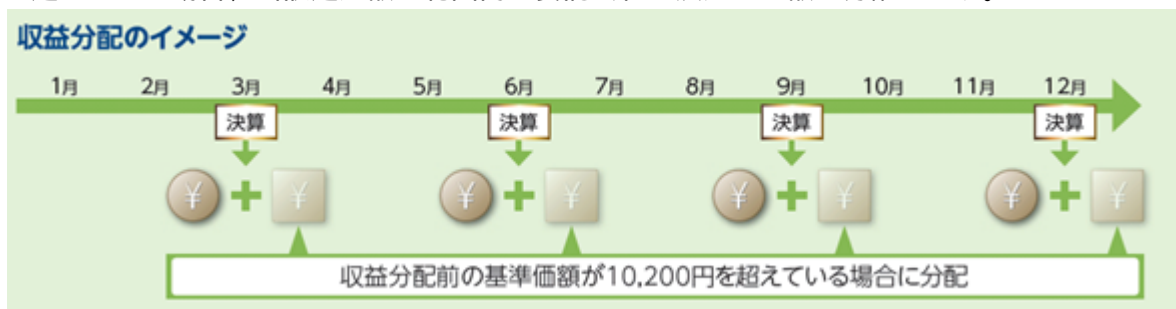 収益分配のイメージ
1月 2月 3月 4月 5月 6月 7月 8月 9月 10月 11月 12月
決算 決算 決算 決算
¥ + ¥ ¥ + ¥ ¥ + ¥ ¥ + ¥
収益分配前の基準価額が10,200円を超えている場合に分配